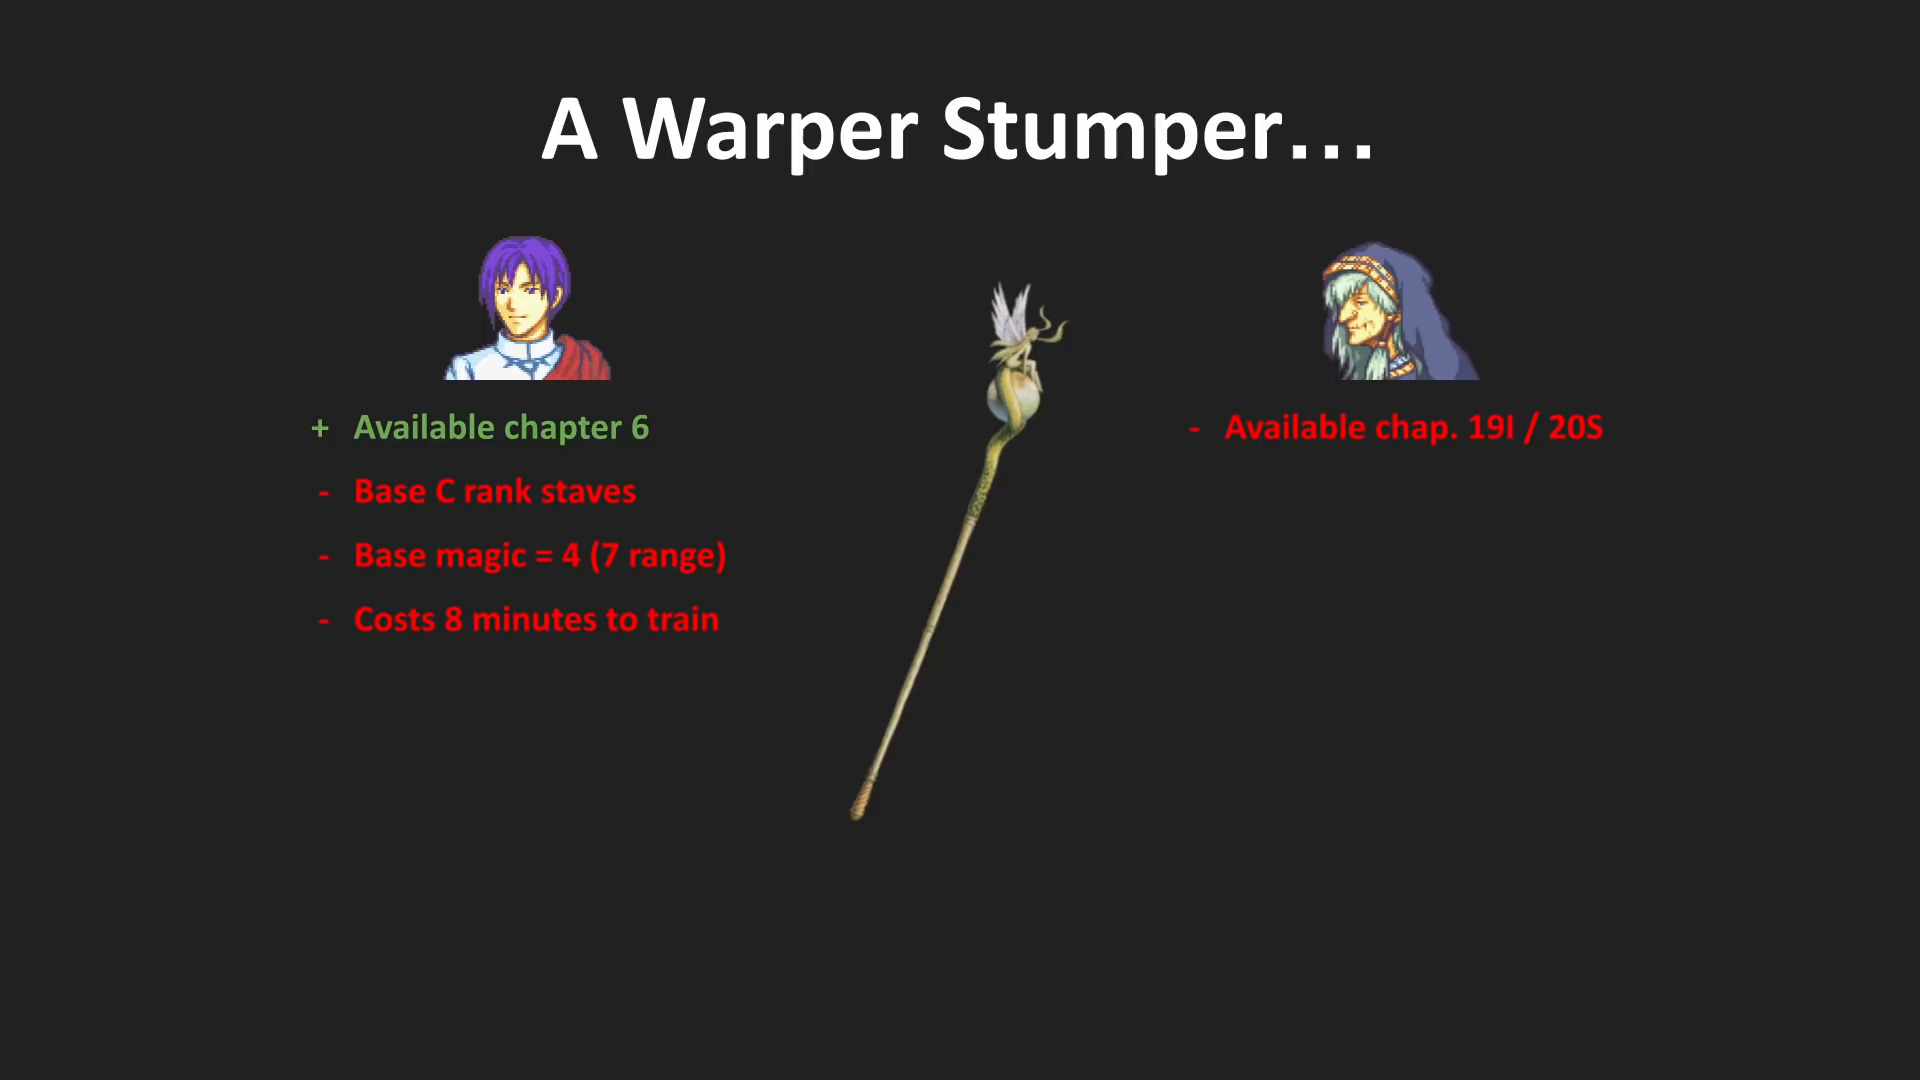 A Warper Stumper...
+ Available chapter 6
- Base C rank staves
- Base magic = 4 (7 range)
- Costs 8 minutes to train
- Available chap. 19I / 20S